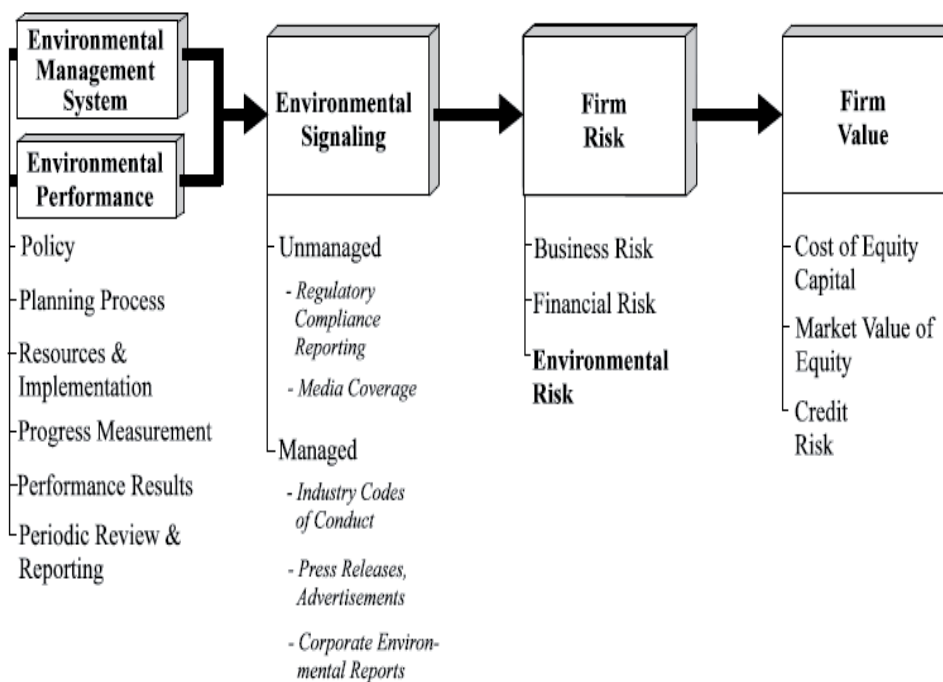 Environmental
Management
System
Environmental
Performance
Policy
Planning Process
Resources &
Implementation
Progress Measurement
Performance Results
Periodic Review &
Reporting
Environmental
Signaling
Unmanaged
- Regulatory
Compliance
Reporting
- Media Coverage
Managed
- Industry Codes
of Conduct
- Press Releases,
Advertisements
- Corporate Environ-
mental Reports
Firm
Risk
Business Risk
Financial Risk
Environmental
Risk
Firm
Value
Cost of Equity
Capital
Market Value of
Equity
Credit
Risk